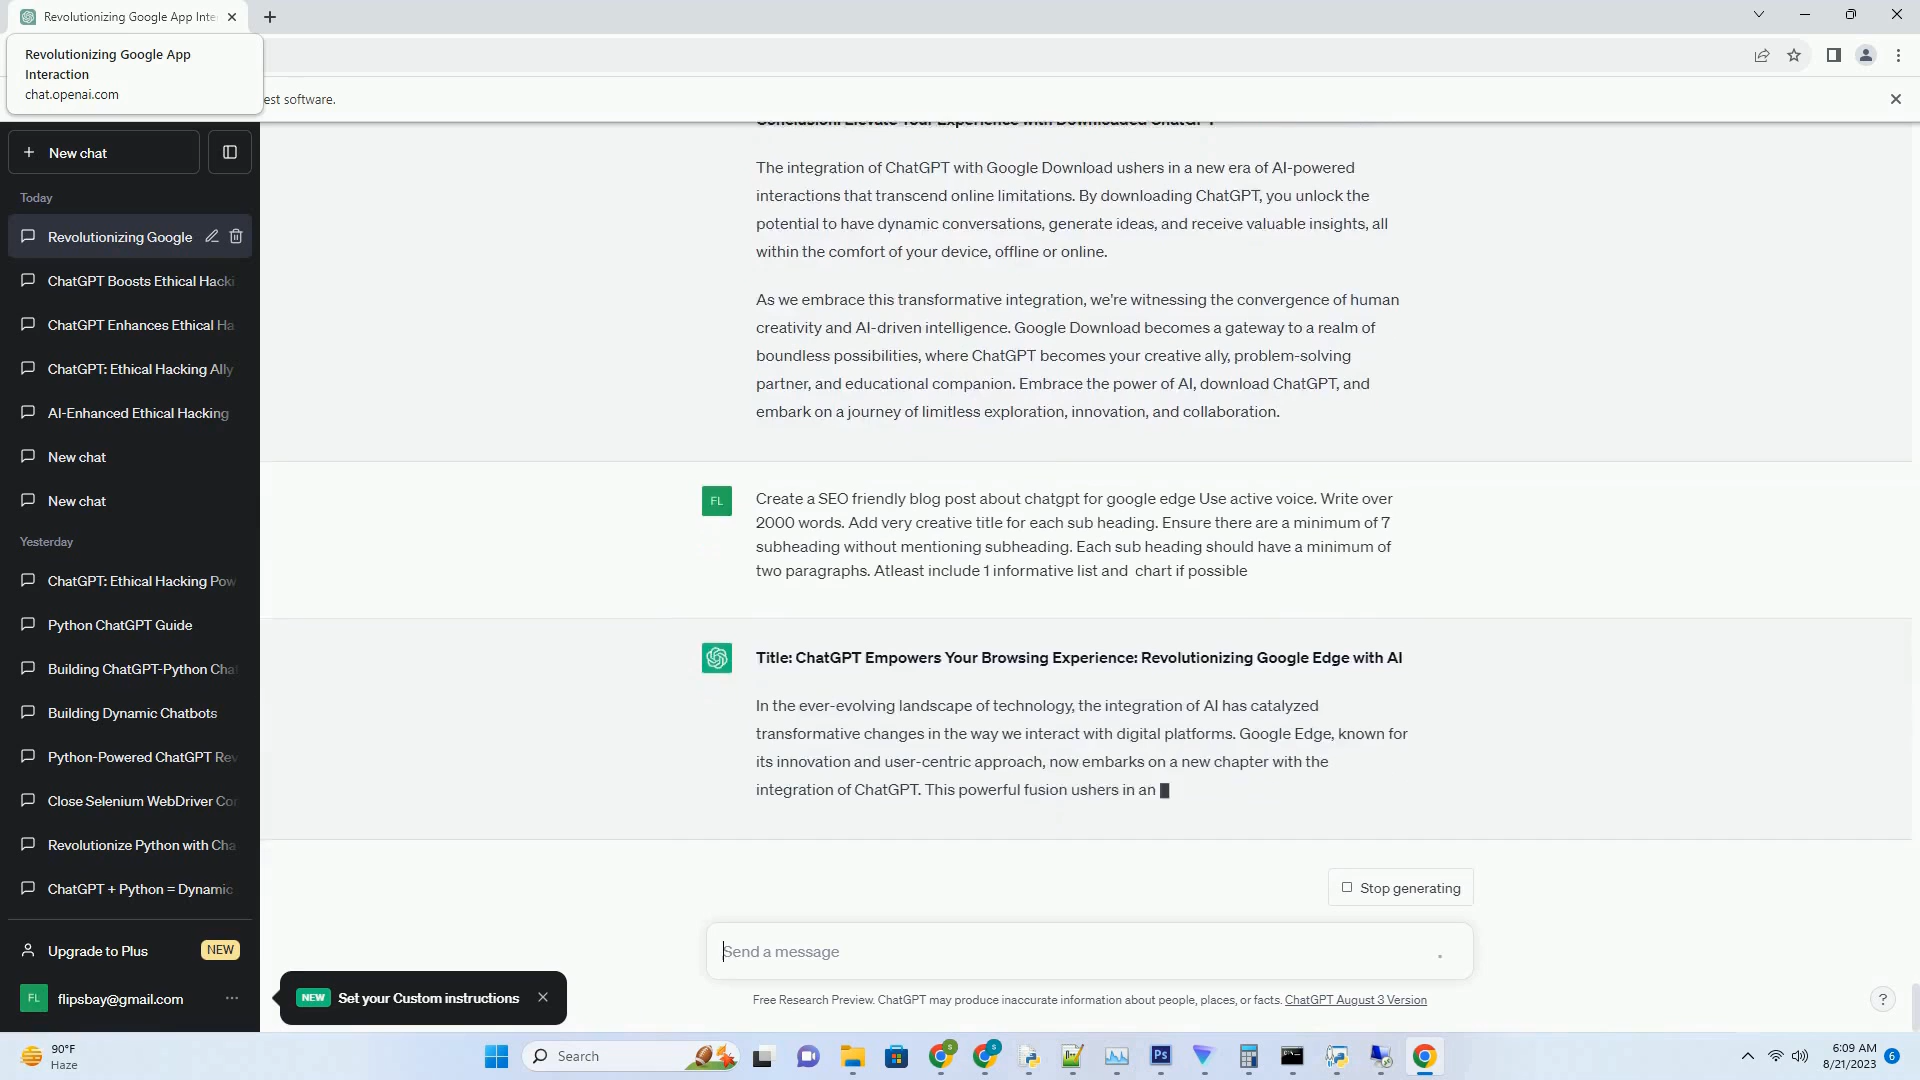 Revolutionizing Google App Inte
Revolutionizing Google App
Interaction
chat.openai.com
est software.
New chat
Today
Revolutionizing Google
ChatGPT Boosts Ethical Hacki
ChatGPT Enhances Ethical Ha
ChatGPT: Ethical Hacking Ally
AI-Enhanced Ethical Hacking
New chat
New chat
Yesterday
ChatGPT: Ethical Hacking Pow
Python ChatGPT Guide
Building ChatGPT-Python Cha
Building Dynamic Chatbots
Python-Powered ChatGPT Rev
Close Selenium WebDriver Cor
Revolutionize Python with Cha
ChatGPT + Python = Dynamic
Upgrade to Plus NEW
FL flipsbay@gmail.com
NEW Set your Custom instructions
Conclusion: Elevate Your Experience with Downloaded ChatGPT
The integration of ChatGPT with Google Download ushers in a new era of AI-powered
interactions that transcend online limitations. By downloading ChatGPT, you unlock the
potential to have dynamic conversations, generate ideas, and receive valuable insights, all
within the comfort of your device, offline or online.
As we embrace this transformative integration, we're witnessing the convergence of human
creativity and AI-driven intelligence. Google Download becomes a gateway to a realm of
boundless possibilities, where ChatGPT becomes your creative ally, problem-solving
partner, and educational companion. Embrace the power of AI, download ChatGPT, and
embark on a journey of limitless exploration, innovation, and collaboration.
FL
Create a SEO friendly blog post about chatgpt for google edge Use active voice. Write over
2000 words. Add very creative title for each sub heading. Ensure there are a minimum of 7
subheading without mentioning subheading. Each sub heading should have a minimum of
two paragraphs. Atleast include 1 informative list and chart if possible
Title: ChatGPT Empowers Your Browsing Experience: Revolutionizing Google Edge with AI
In the ever-evolving landscape of technology, the integration of AI has catalyzed
transformative changes in the way we interact with digital platforms. Google Edge, known for
its innovation and user-centric approach, now embarks on a new chapter with the
integration of ChatGPT. This powerful fusion ushers in an
Stop generating
Send a message
Free Research Preview. ChatGPT may produce inaccurate information about people, places, or facts. ChatGPT August 3 Version
?
90°F
Haze
Search
S
S
Ps
6:09 AM
8/21/2023
6